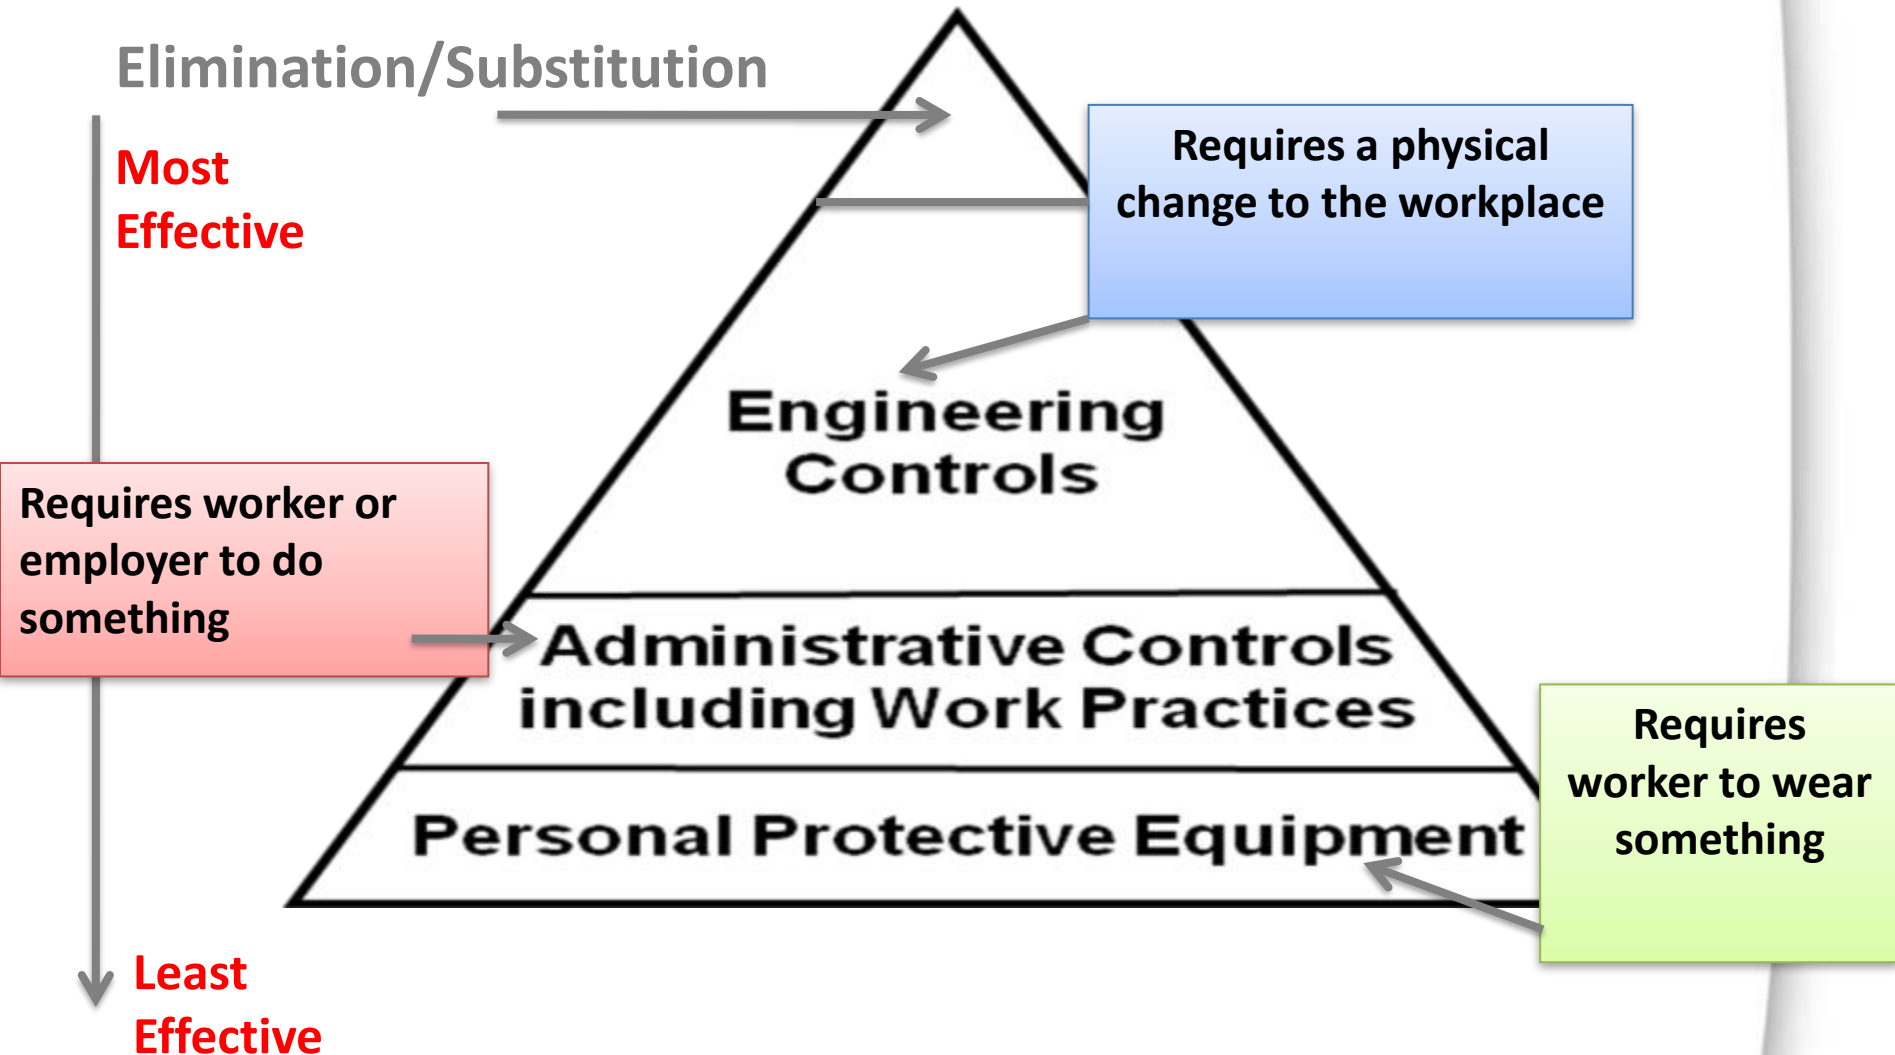 Elimination/Substitution
Most
Effective
Requires a physical
change to the workplace
Engineering
Controls
Requires worker or
employer to do
something
Administrative Controls
including Work Practices
Requires
worker to wear
something
Personal Protective Equipment
Least
Effective